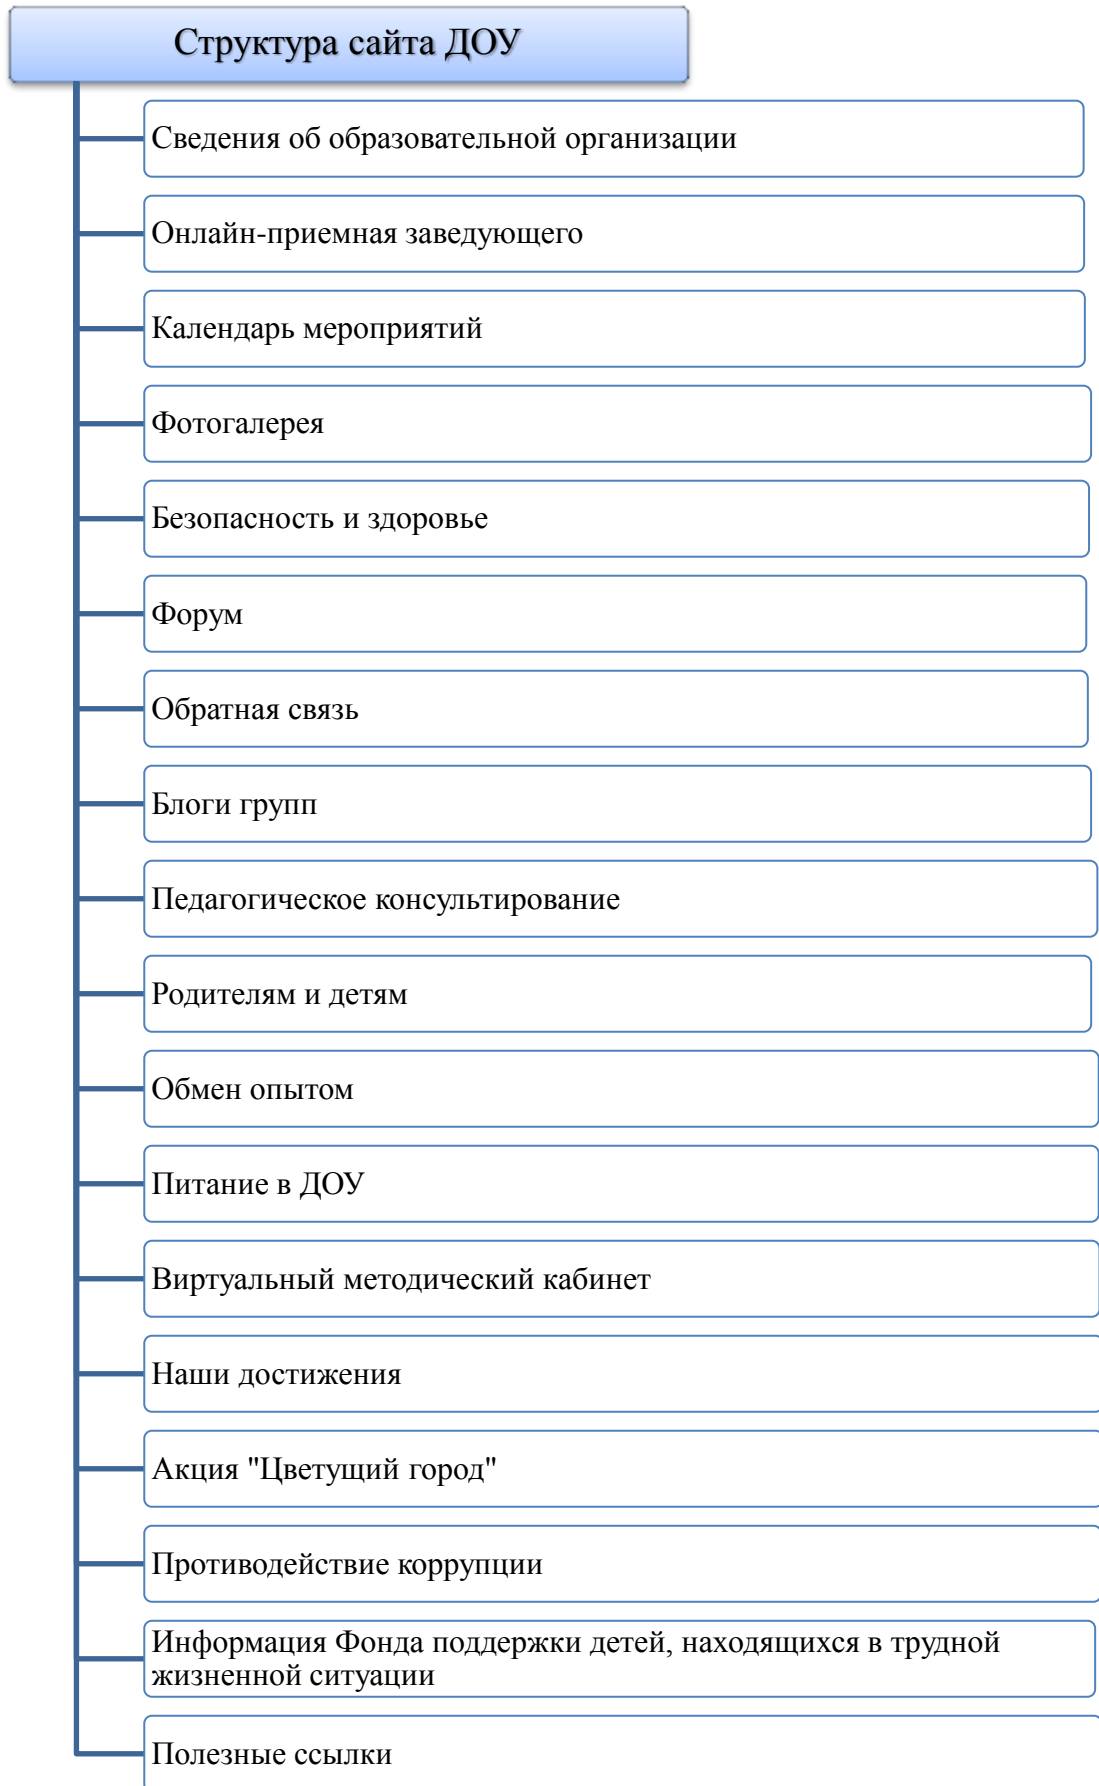 Структура сайта ДОУ
Сведения об образовательной организации
Онлайн-приемная заведующего
Календарь мероприятий
Фотогалерея
Безопасность и здоровье
Форум
Обратная связь
Блоги групп
Педагогическое консультирование
Родителям и детям
Обмен опытом
Питание в ДОУ
Виртуальный методический кабинет
Наши достижения
Акция "Цветущий город"
Противодействие коррупции
Информация Фонда поддержки детей, находящихся в трудной
жизненной ситуации
Полезные ссылки